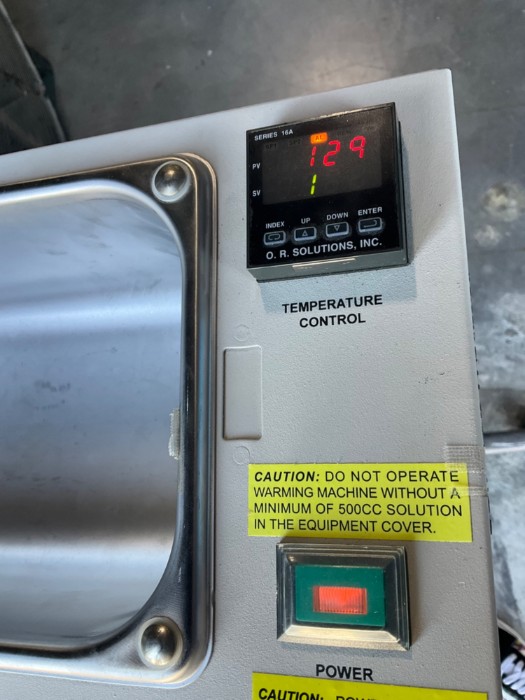 SERIES 16A
PV 129
SV 1
INDEX UP DOWN ENTER
O. R. SOLUTIONS, INC.
TEMPERATURE
CONTROL
CAUTION: DO NOT OPERATE
WARMING MACHINE WITHOUT A
MINIMUM OF 500CC SOLUTION
IN THE EQUIPMENT COVER.
POWER
CAUTION: